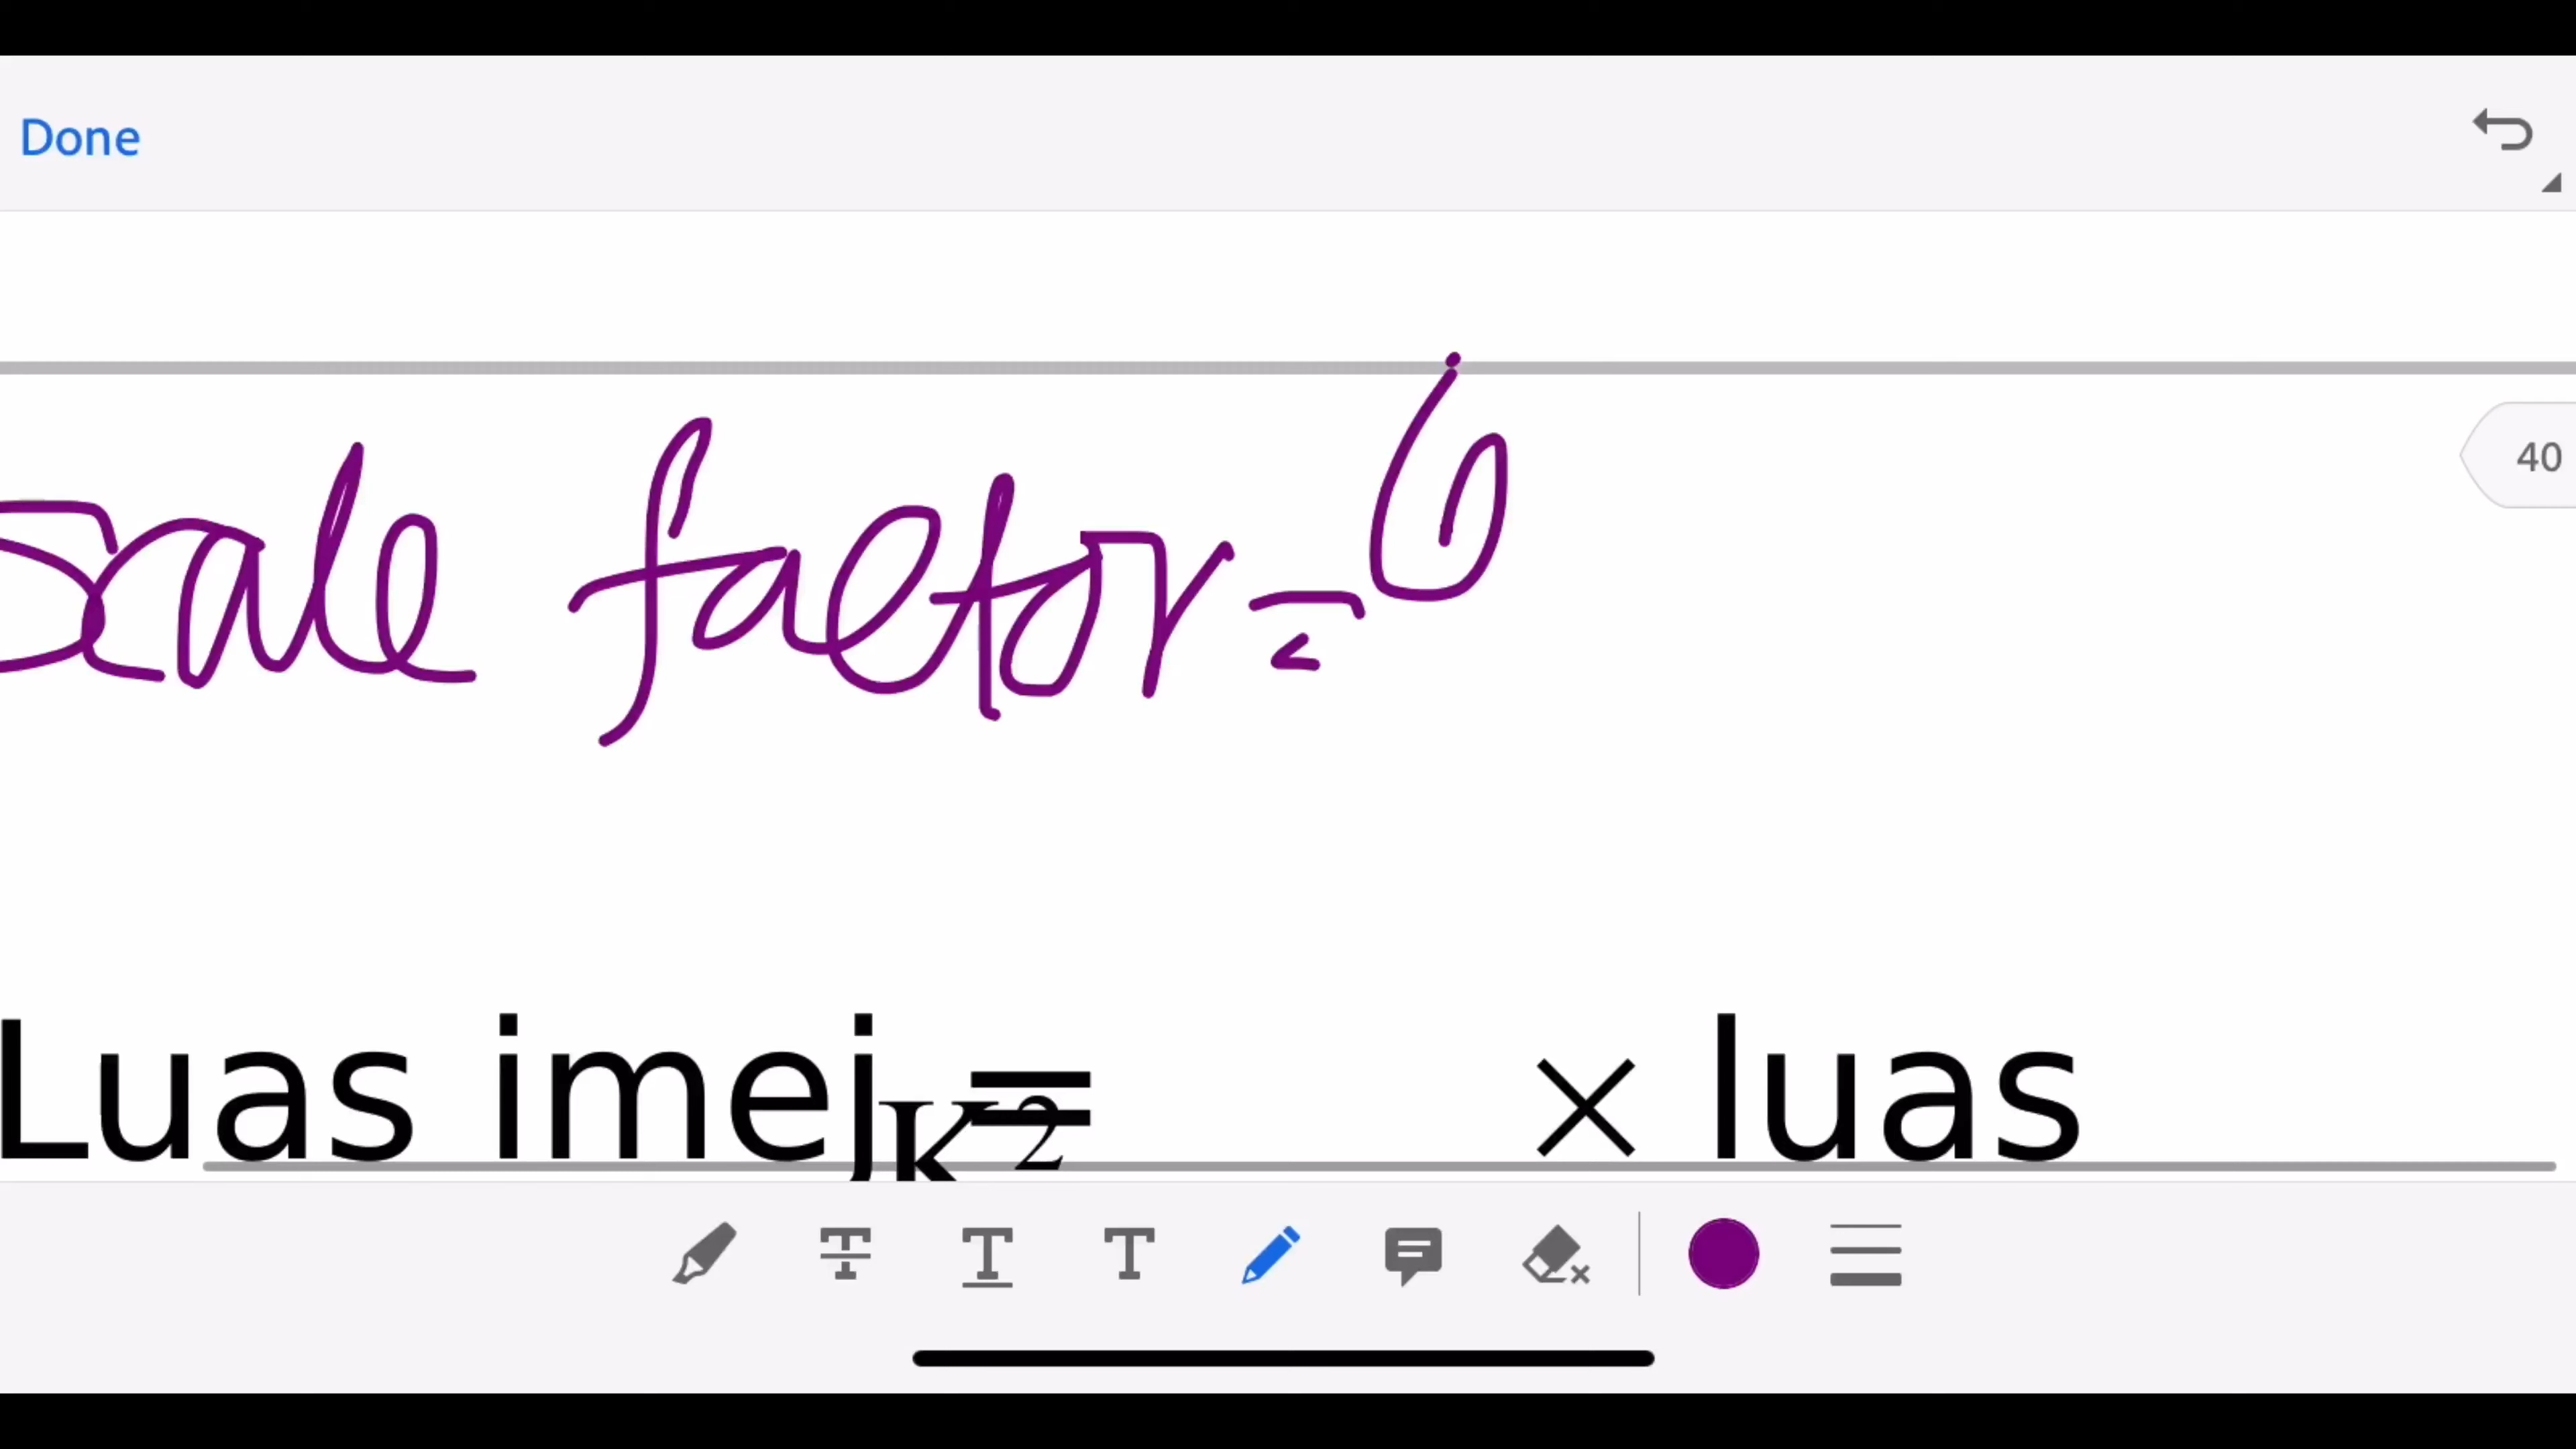 Done
40
Scale factor = 6
Luas imej = K² × luas